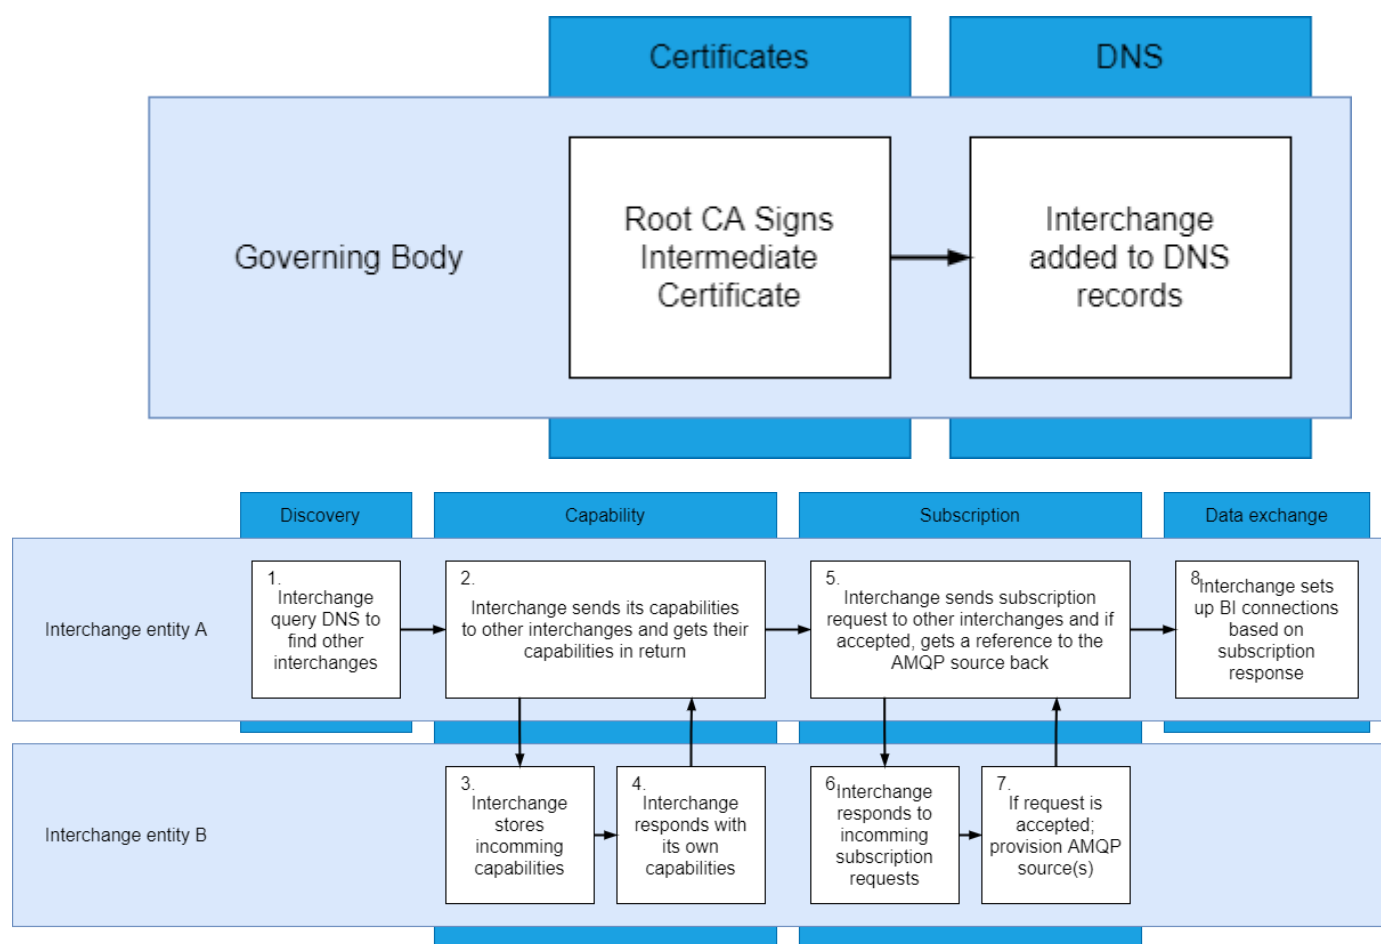 Certificates
DNS
Governing Body
Root CA Signs
Intermediate
Certificate
Interchange
added to DNS
records
Discovery
Capability
Subscription
Data exchange
Interchange entity A
1.
Interchange
query DNS to
find other
interchanges
2.
Interchange sends its capabilities
to other interchanges and gets their
capabilities in return
5.
Interchange sends subscription
request to other interchanges and if
accepted, gets a reference to the
AMQP source back
8.
Interchange sets
up BI connections
based on
subscription
response
Interchange entity B
3.
Interchange
stores
incomming
capabilities
4.
Interchange
responds with
its own
capabilities
6.
Interchange
responds to
incomming
subscription
requests
7.
If request is
accepted;
provision AMQP
source(s)